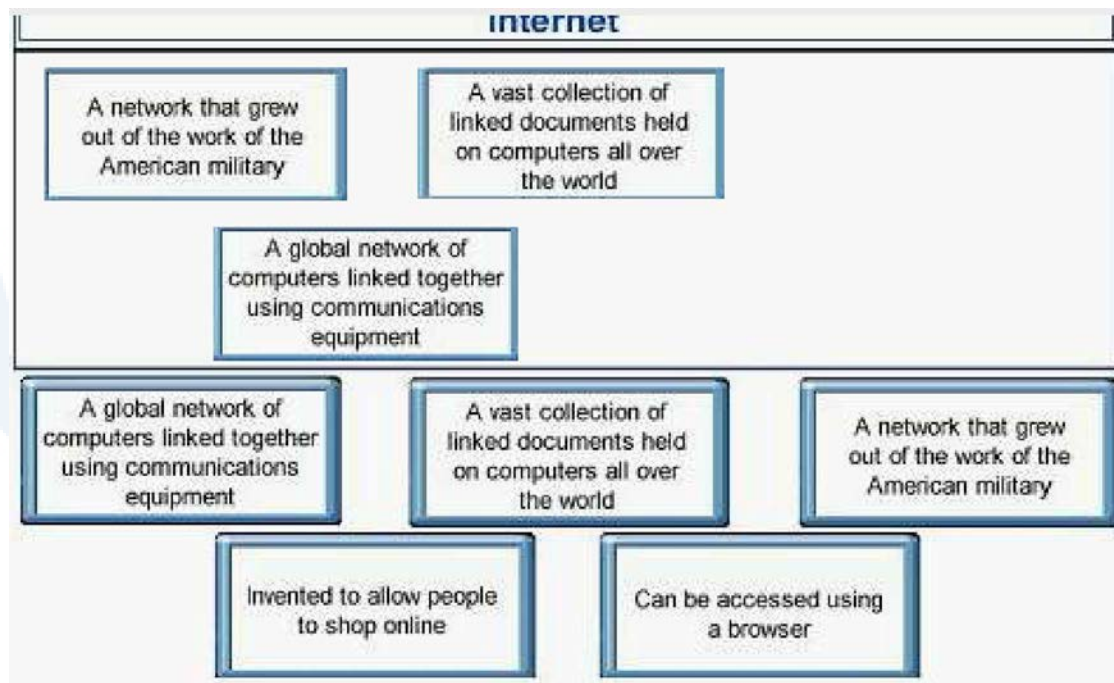 Internet
A network that grew
out of the work of the
American military
A vast collection of
linked documents held
on computers all over
the world
A global network of
computers linked together
using communications
equipment
A global network of
computers linked together
using communications
equipment
A vast collection of
linked documents held
on computers all over
the world
A network that grew
out of the work of the
American military
Invented to allow people
to shop online
Can be accessed using
a browser